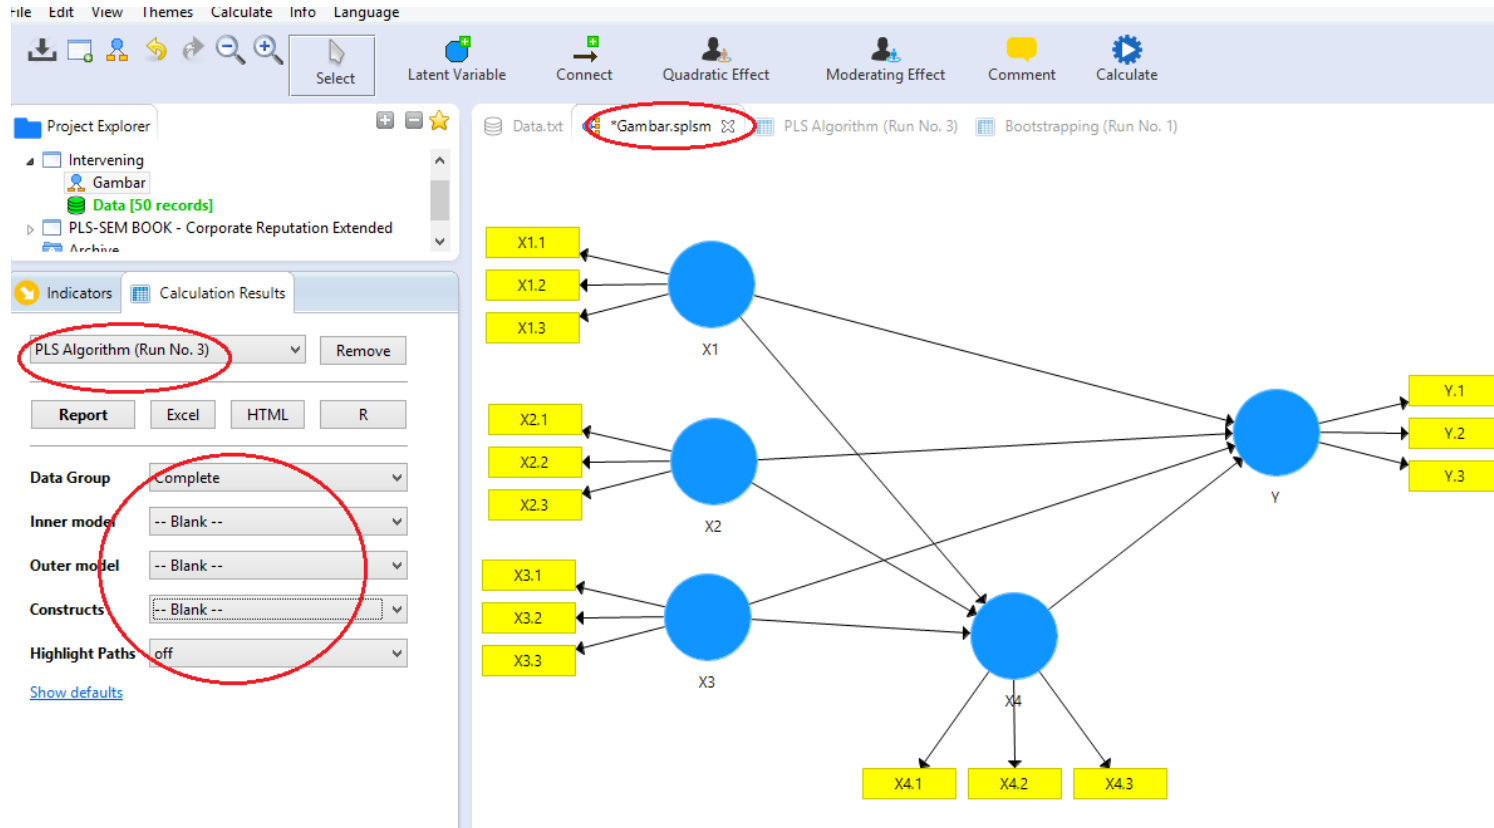 File Edit View Themes Calculate Info Language
Select
Latent Variable
Connect
Quadratic Effect
Moderating Effect
Comment
Calculate
Project Explorer
Intervening
Gambar
Data [50 records]
PLS-SEM BOOK - Corporate Reputation Extended
Archive
Data.txt
*Gambar.splsm
PLS Algorithm (Run No. 3)
Bootstrapping (Run No. 1)
Indicators
Calculation Results
PLS Algorithm (Run No. 3)
Remove
Report
Excel
HTML
R
Data Group
Complete
Inner model
-- Blank --
Outer model
-- Blank --
Constructs
-- Blank --
Highlight Paths
off
Show defaults
X1.1
X1.2
X1.3
X1
X2.1
X2.2
X2.3
X2
X3.1
X3.2
X3.3
X3
X4
X4.1
X4.2
X4.3
Y.1
Y.2
Y.3
Y